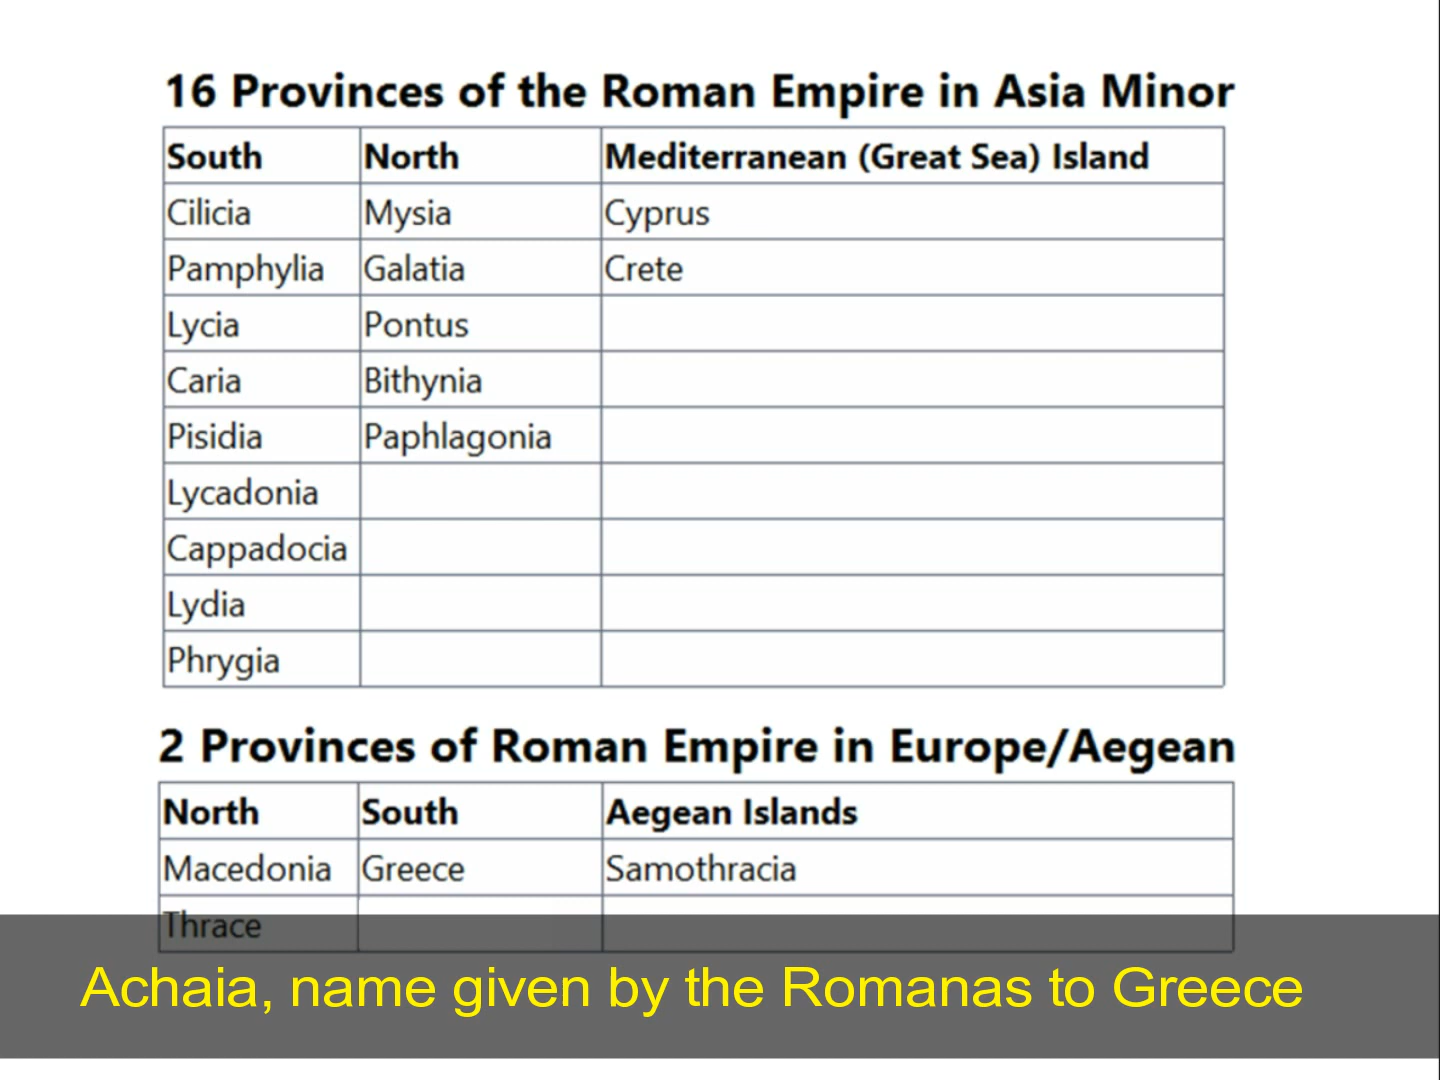 16 Provinces of the Roman Empire in Asia Minor
South North Mediterranean (Great Sea) Island
Cilicia Mysia Cyprus
Pamphylia Galatia Crete
Lycia Pontus
Caria Bithynia
Pisidia Paphlagonia
Lycadonia
Cappadocia
Lydia
Phrygia
2 Provinces of Roman Empire in Europe/Aegean
North South Aegean Islands
Macedonia Greece Samothracia
Thrace
Achaia, name given by the Romanas to Greece